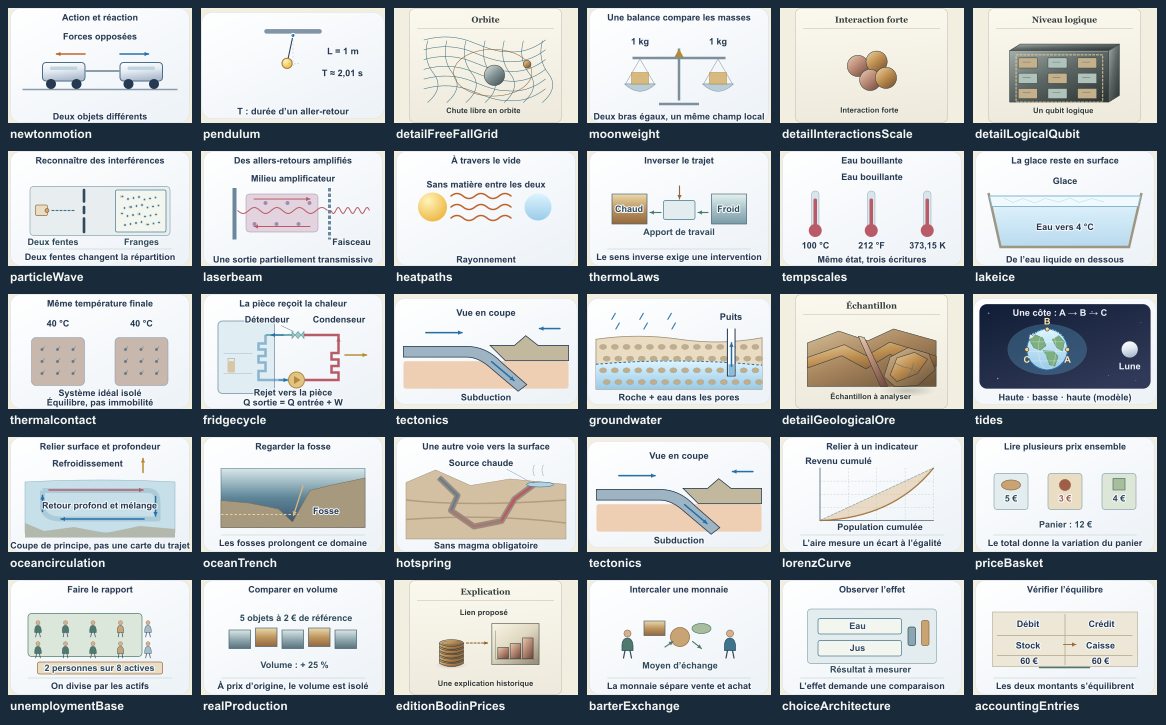 Action et réaction
Forces opposées
Deux objets différents
newtonmotion
L = 1 m
T ≈ 2,01 s
T : durée d'un aller-retour
pendulum
Orbite
Chute libre en orbite
detailFreeFallGrid
Une balance compare les masses
1 kg
1 kg
Deux bras égaux, un même champ local
moonweight
Interaction forte
Interaction forte
detailInteractionsScale
Niveau logique
Un qubit logique
detailLogicalQubit
Reconnaître des interférences
Deux fentes
Franges
Deux fentes changent la répartition
particleWave
Des allers-retours amplifiés
Milieu amplificateur
Faisceau
Une sortie partiellement transmissive
laserbeam
À travers le vide
Sans matière entre les deux
Rayonnement
heatpaths
Inverser le trajet
Chaud
Froid
Apport de travail
Le sens inverse exige une intervention
thermoLaws
Eau bouillante
Eau bouillante
100 °C
212 °F
373,15 K
Même état, trois écritures
tempscales
La glace reste en surface
Glace
Eau vers 4 °C
De l'eau liquide en dessous
lakeice
Même température finale
40 °C
40 °C
Système idéal isolé
Équilibre, pas immobilité
thermalcontact
La pièce reçoit la chaleur
Détendeur
Condenseur
Rejet vers la pièce
Q sortie = Q entrée + W
fridgecycle
Vue en coupe
Subduction
tectonics
Puits
Roche + eau dans les pores
groundwater
Échantillon
Échantillon à analyser
detailGeologicalOre
Une côte : A → B → C
B
C
A
Lune
Haute · basse · haute (modèle)
tides
Relier surface et profondeur
Refroidissement
Retour profond et mélange
Coupe de principe, pas une carte du trajet
oceancirculation
Regarder la fosse
Fosse
Les fosses prolongent ce domaine
oceanTrench
Une autre voie vers la surface
Source chaude
Sans magma obligatoire
hotspring
Vue en coupe
Subduction
tectonics
Relier à un indicateur
Revenu cumulé
Population cumulée
L'aire mesure un écart à l'égalité
lorenzCurve
Lire plusieurs prix ensemble
5 €
3 €
4 €
Panier : 12 €
Le total donne la variation du panier
priceBasket
Faire le rapport
2 personnes sur 8 actives
On divise par les actifs
unemploymentBase
Comparer en volume
5 objets à 2 € de référence
Volume : + 25 %
À prix d'origine, le volume est isolé
realProduction
Explication
Lien proposé
Une explication historique
editionBodinPrices
Intercaler une monnaie
Moyen d'échange
La monnaie sépare vente et achat
barterExchange
Observer l'effet
Eau
Jus
Résultat à mesurer
L'effet demande une comparaison
choiceArchitecture
Vérifier l'équilibre
Débit
Crédit
Stock
Caisse
60 €
60 €
Les deux montants s'équilibrent
accountingEntries